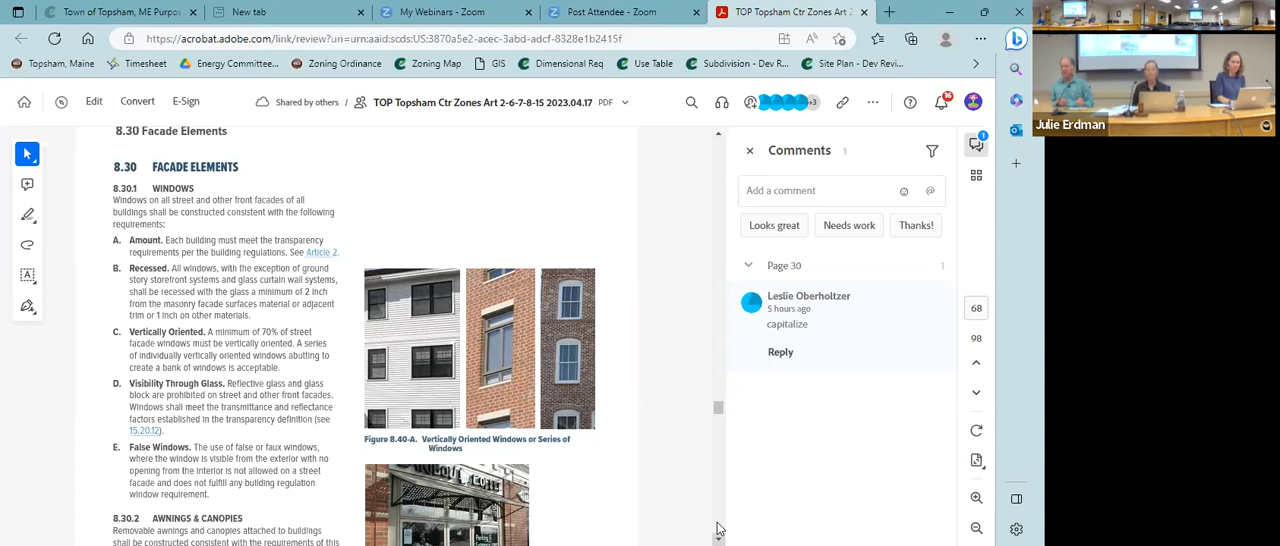 Town of Topsham, ME Purpo
New tab
My Webinars - Zoom
Post Attendee - Zoom
TOP Topsham Ctr Zones Art 2
https://acrobat.adobe.com/link/review?uri=urn:aaid:scds:US:3870a5e2-acec-3abd-adcf-8328e1b2415f
Topsham, Maine
Timesheet
Energy Committee...
Zoning Ordinance
Zoning Map
GIS
Dimensional Req
Use Table
Subdivision - Dev R...
Site Plan - Dev Revi...
Edit
Convert
E-Sign
Shared by others /
TOP Topsham Ctr Zones Art 2-6-7-8-15 2023.04.17
PDF
+3
16
Julie Erdman
8.30 Facade Elements
8.30 FACADE ELEMENTS
8.30.1 WINDOWS
Windows on all street and other front facades of all
buildings shall be constructed consistent with the following
requirements:
A. Amount. Each building must meet the transparency
requirements per the building regulations. See Article 2.
B. Recessed. All windows, with the exception of ground
story storefront systems and glass curtain wall systems,
shall be recessed with the glass a minimum of 2 inch
from the masonry facade surfaces material or adjacent
trim or 1 inch on other materials.
C. Vertically Oriented. A minimum of 70% of street
facade windows must be vertically oriented. A series
of individually vertically oriented windows abutting to
create a bank of windows is acceptable.
D. Visibility Through Glass. Reflective glass and glass
block are prohibited on street and other front facades.
Windows shall meet the transmittance and reflectance
factors established in the transparency definition (see
15.20.12).
E. False Windows. The use of false or faux windows,
where the window is visible from the exterior with no
opening from the interior is not allowed on a street
facade and does not fulfill any building regulation
window requirement.
8.30.2 AWNINGS & CANOPIES
Removable awnings and canopies attached to buildings
shall be constructed consistent with the requirements of this
Figure 8.40-A. Vertically Oriented Windows or Series of
Windows
Comments 1
Add a comment
@
Looks great
Needs work
Thanks!
Page 30
1
Leslie Oberholtzer
5 hours ago
capitalize
Reply
1
68
98